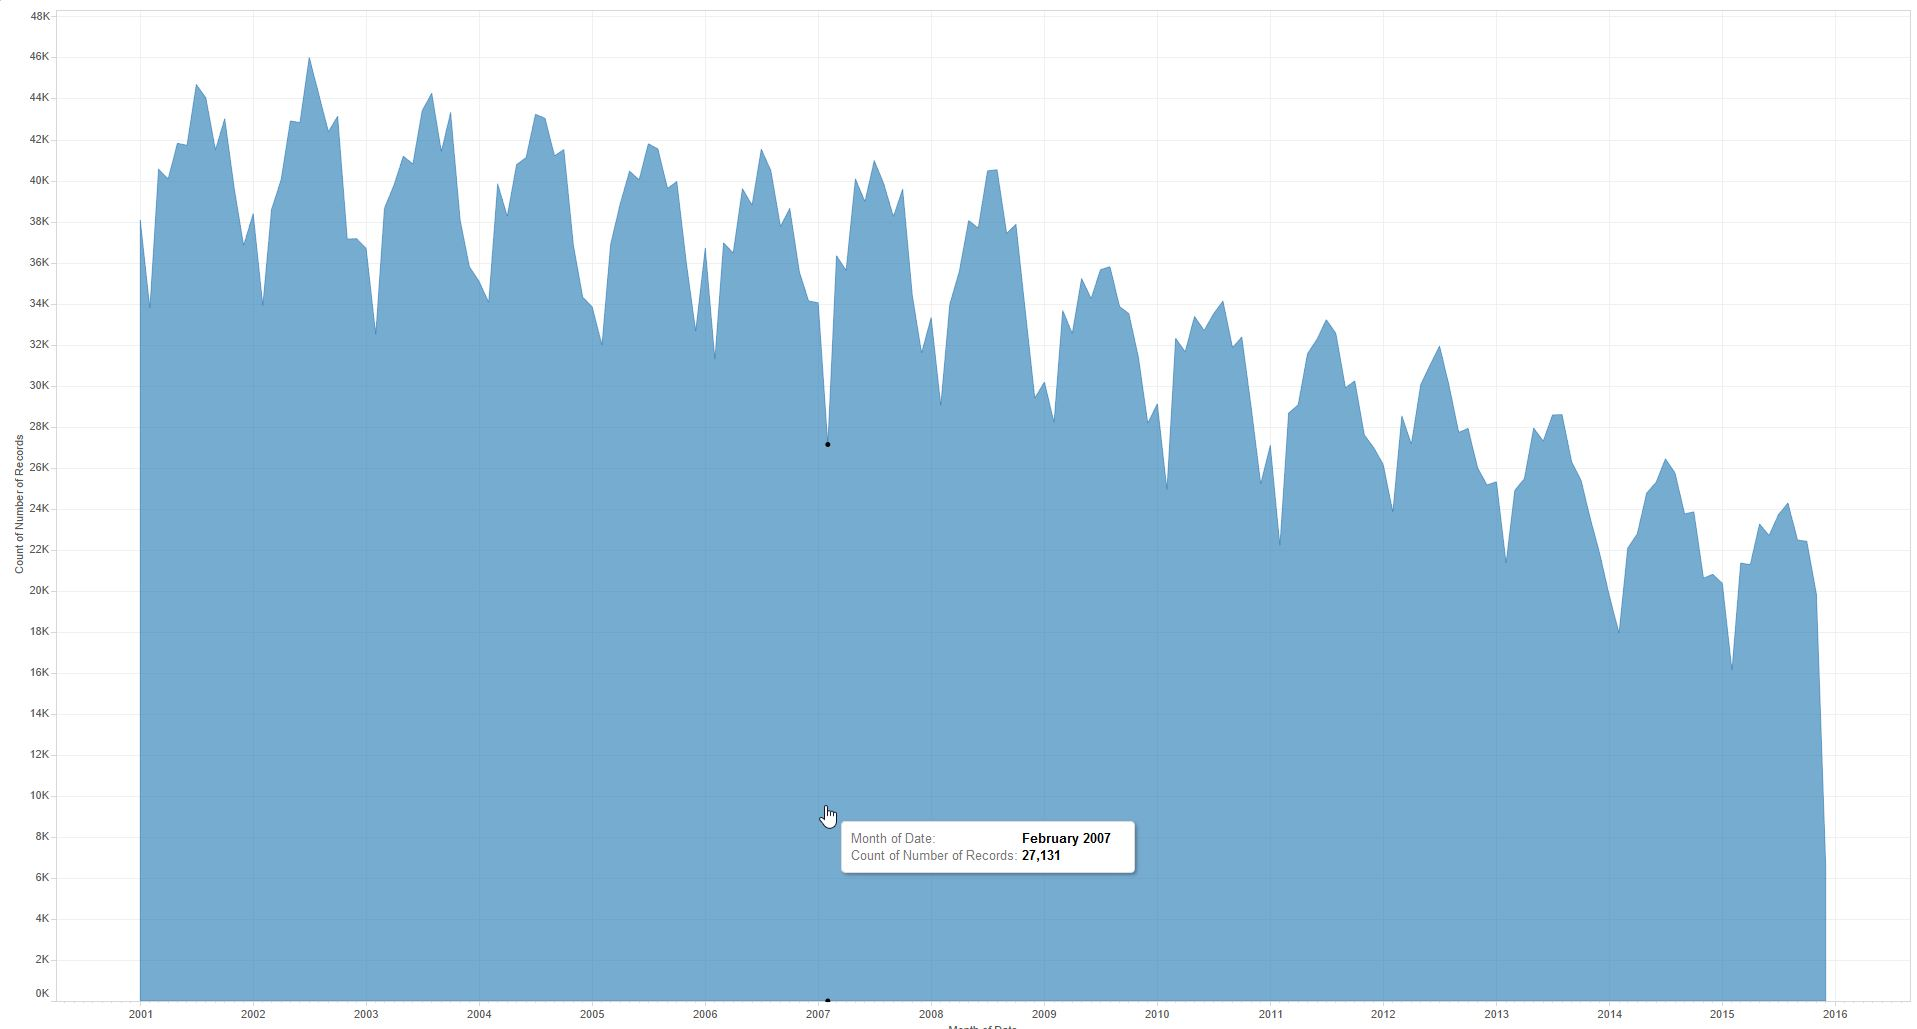 48K
46K
44K
42K
40K
38K
36K
34K
32K
30K
28K
26K
24K
22K
20K
18K
16K
14K
12K
10K
8K
6K
4K
2K
0K
Count of Number of Records
Month of Date: February 2007
Count of Number of Records: 27,131
2001 2002 2003 2004 2005 2006 2007 2008 2009 2010 2011 2012 2013 2014 2015 2016
Month of Date